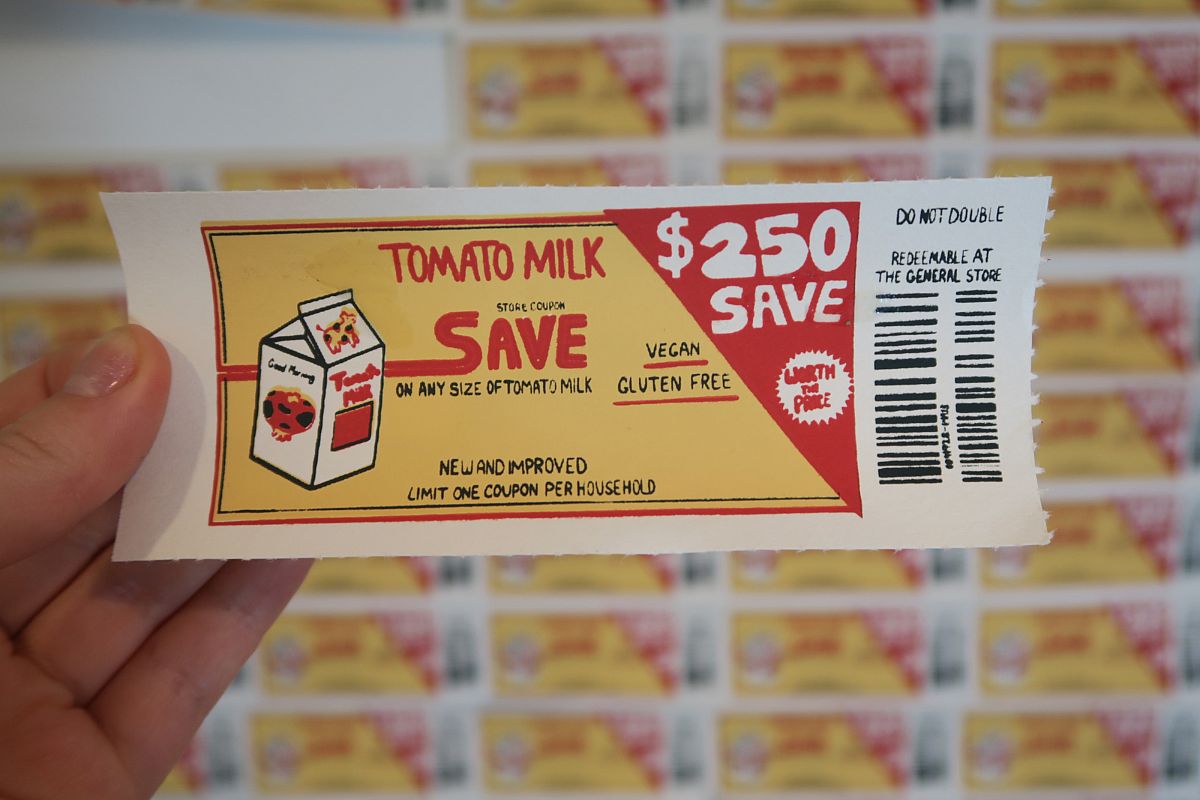 TOMATO MILK
STORE COUPON
SAVE
ON ANY SIZE OF TOMATO MILK
Good Morning
TOMATO
MILK
VEGAN
GLUTEN FREE
NEW AND IMPROVED
LIMIT ONE COUPON PER HOUSEHOLD
$250
SAVE
WORTH
THE
PRICE
DO NOT DOUBLE
REDEEMABLE AT
THE GENERAL STORE